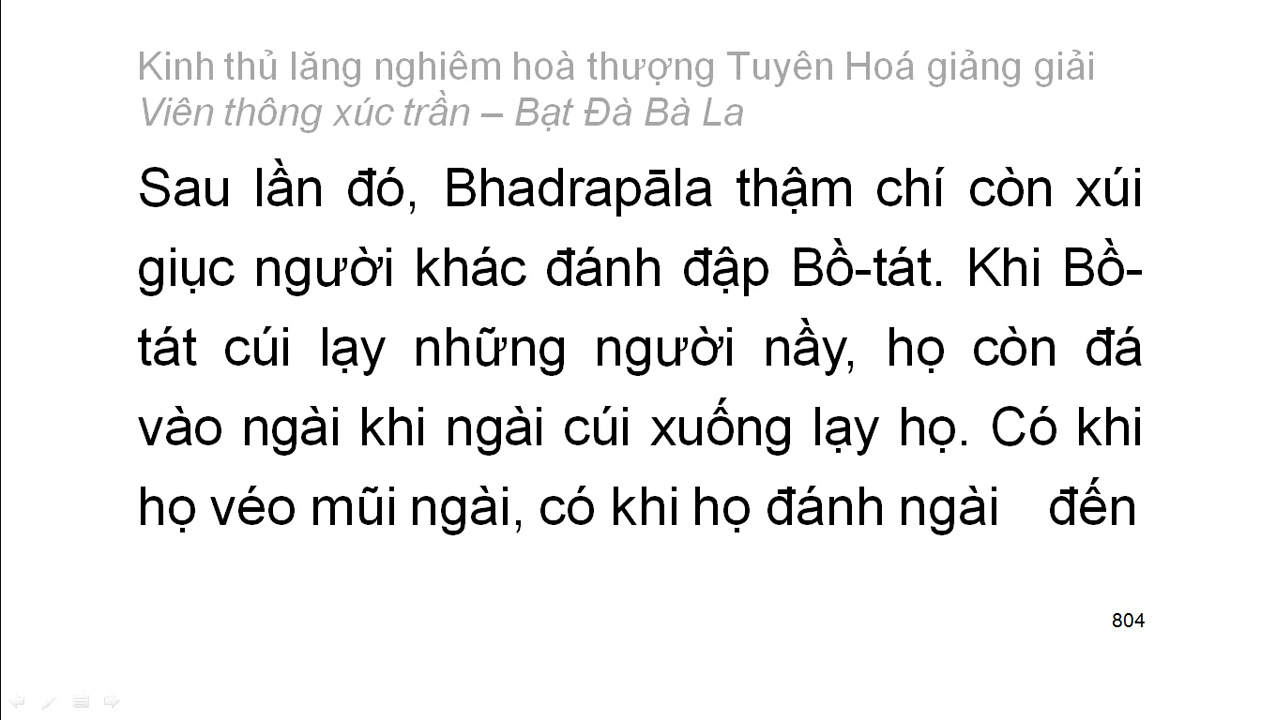 Kinh thủ lăng nghiêm hoà thượng Tuyên Hoá giảng giải
Viên thông xúc trần – Bạt Đà Bà La
Sau lần đó, Bhadrapāla thậm chí còn xúi
giục người khác đánh đập Bồ-tát. Khi Bồ-
tát cúi lạy những người nầy, họ còn đá
vào ngài khi ngài cúi xuống lạy họ. Có khi
họ véo mũi ngài, có khi họ đánh ngài đến
804